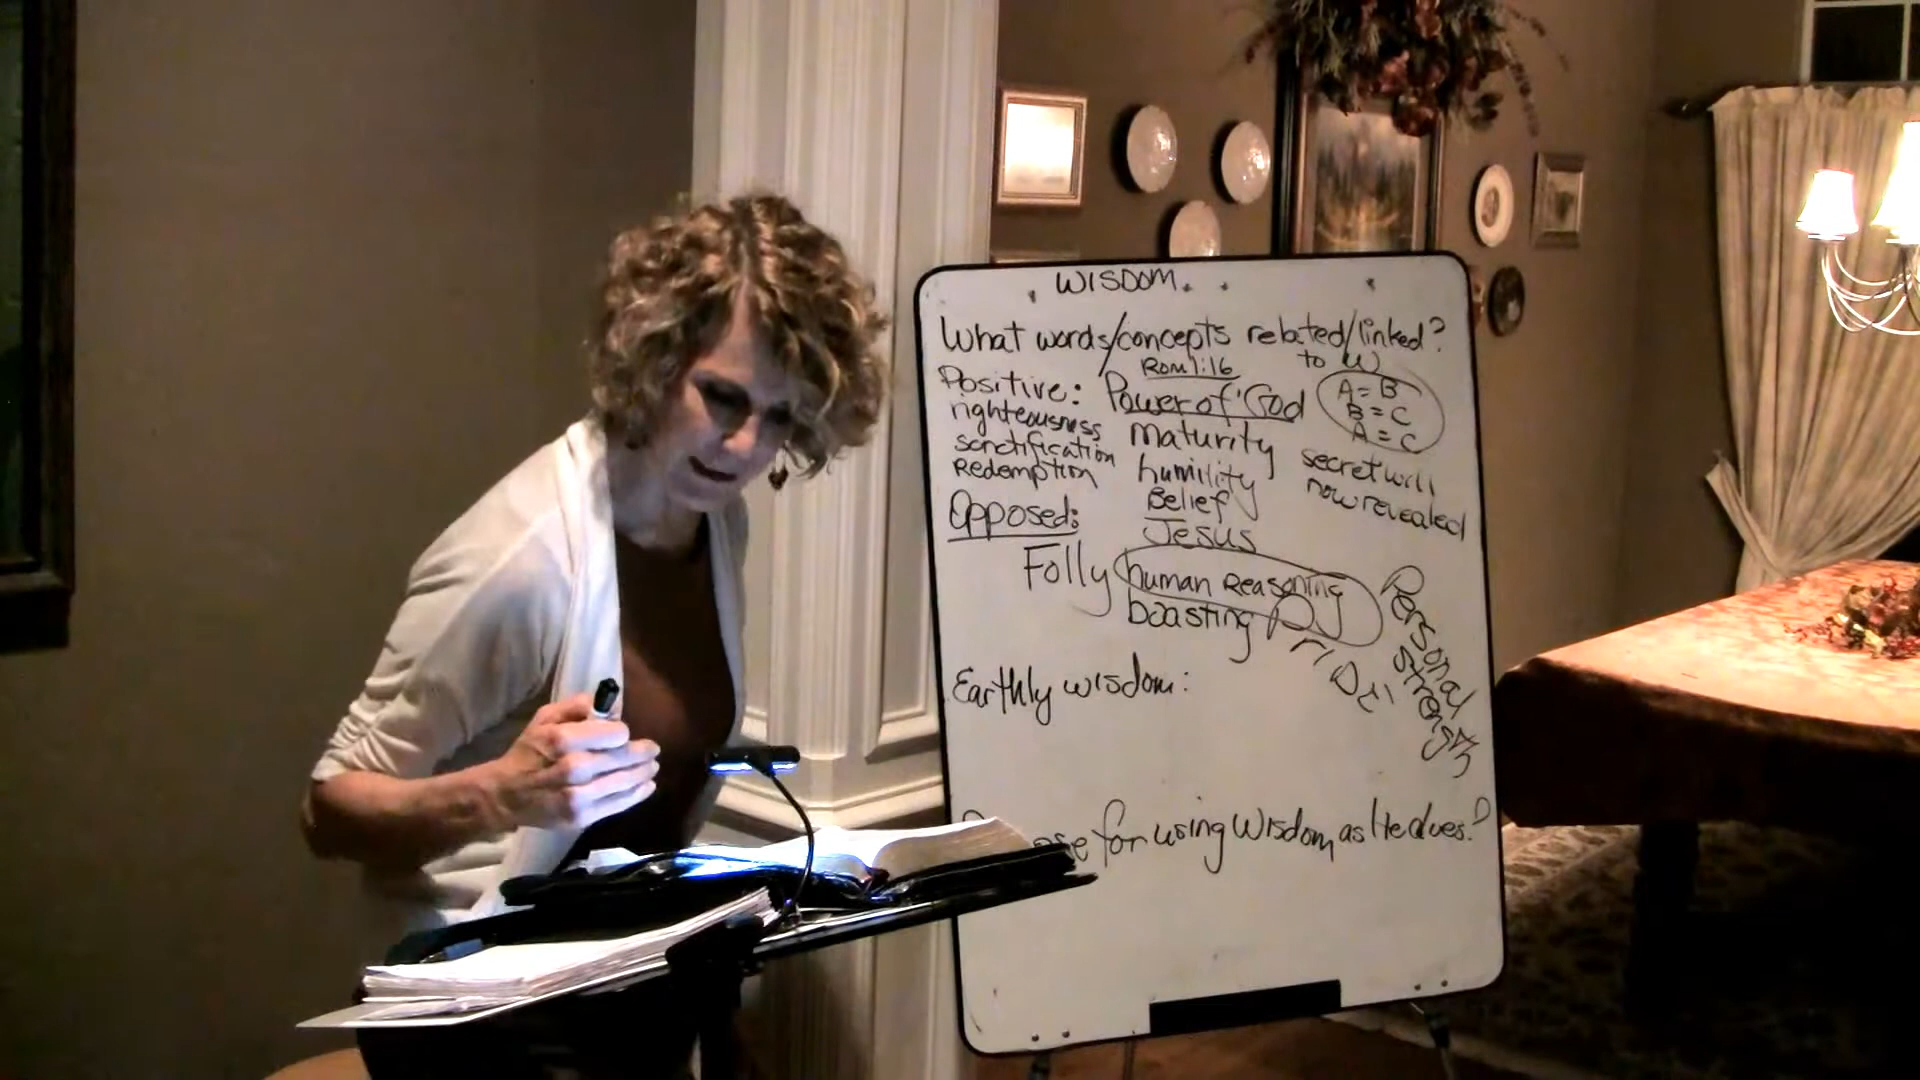 WISDOM.
What words/concepts related/linked?
to W
Rom 1:16
Positive: Power of God
A = B
B = C
A = C
righteousness
sanctification
Redemption
maturity
humility
Belief
Jesus
secret will
now revealed
Opposed:
Folly human Reasoning
boasting PRIDE
Personal
strength
Earthly wisdom:
for using Wisdom as He does?